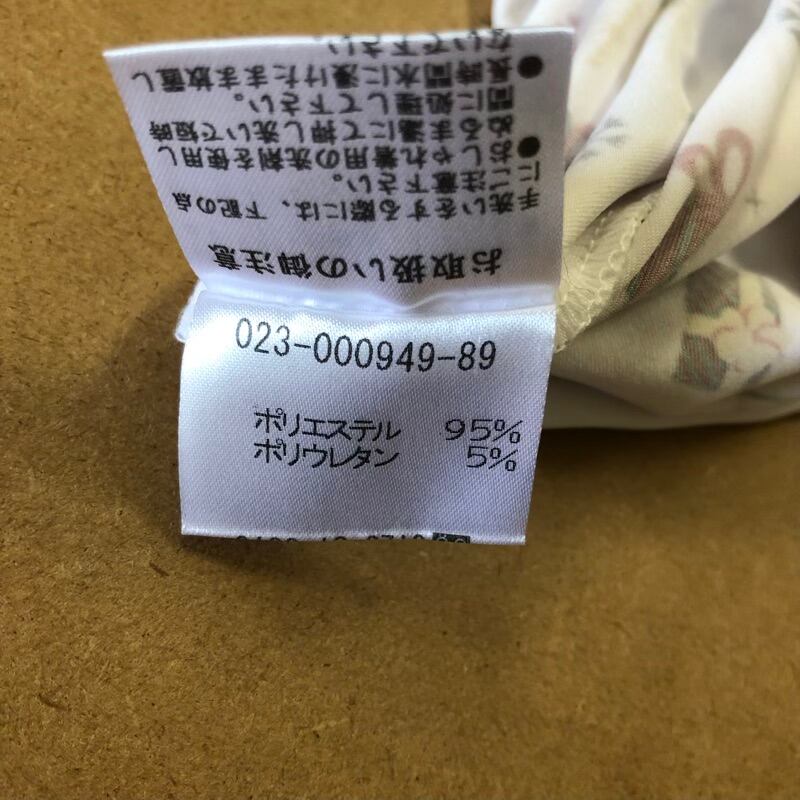 お取扱いの御注意
手洗いをする際には、下記の点
にご注意下さい。
●おしゃれ着用の洗剤を使用し
ぬるま湯にて押し洗いで短時
間に処理して下さい。
●長時間水に浸けたまま放置し
ないで下さい。
023-000949-89
ポリエステル 95%
ポリウレタン 5%